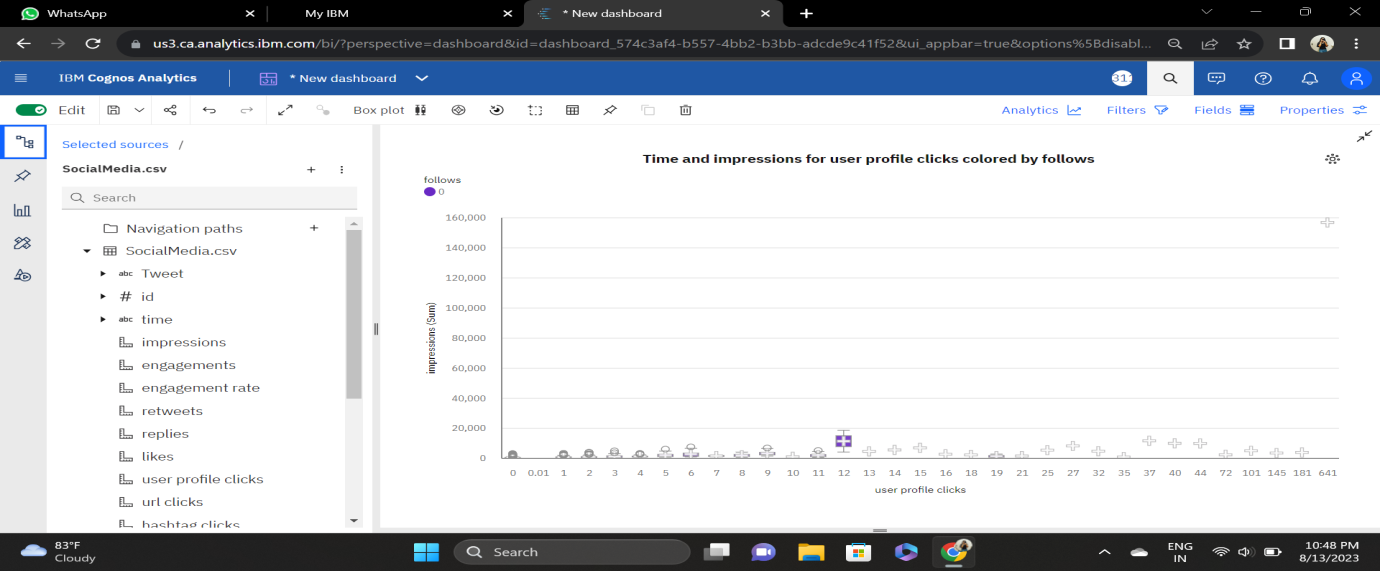 WhatsApp
My IBM
* New dashboard
us3.ca.analytics.ibm.com/bi/?perspective=dashboard&id=dashboard_574c3af4-b557-4bb2-b3bb-adcde9c41f52&ui_appbar=true&options%5Bdisabl...
IBM Cognos Analytics
* New dashboard
Edit
Box plot
Analytics
Filters
Fields
Properties
Selected sources /
SocialMedia.csv
Search
Navigation paths
SocialMedia.csv
abc Tweet
# id
abc time
impressions
engagements
engagement rate
retweets
replies
likes
user profile clicks
url clicks
hashtag clicks
Time and impressions for user profile clicks colored by follows
follows
0
impressions (Sum)
160,000
140,000
120,000
100,000
80,000
60,000
40,000
20,000
0
0 0.01 1 2 3 4 5 6 7 8 9 10 11 12 13 14 15 16 18 19 21 25 27 32 35 37 40 44 72 101 145 181 641
user profile clicks
83°F
Cloudy
Search
ENG
IN
10:48 PM
8/13/2023